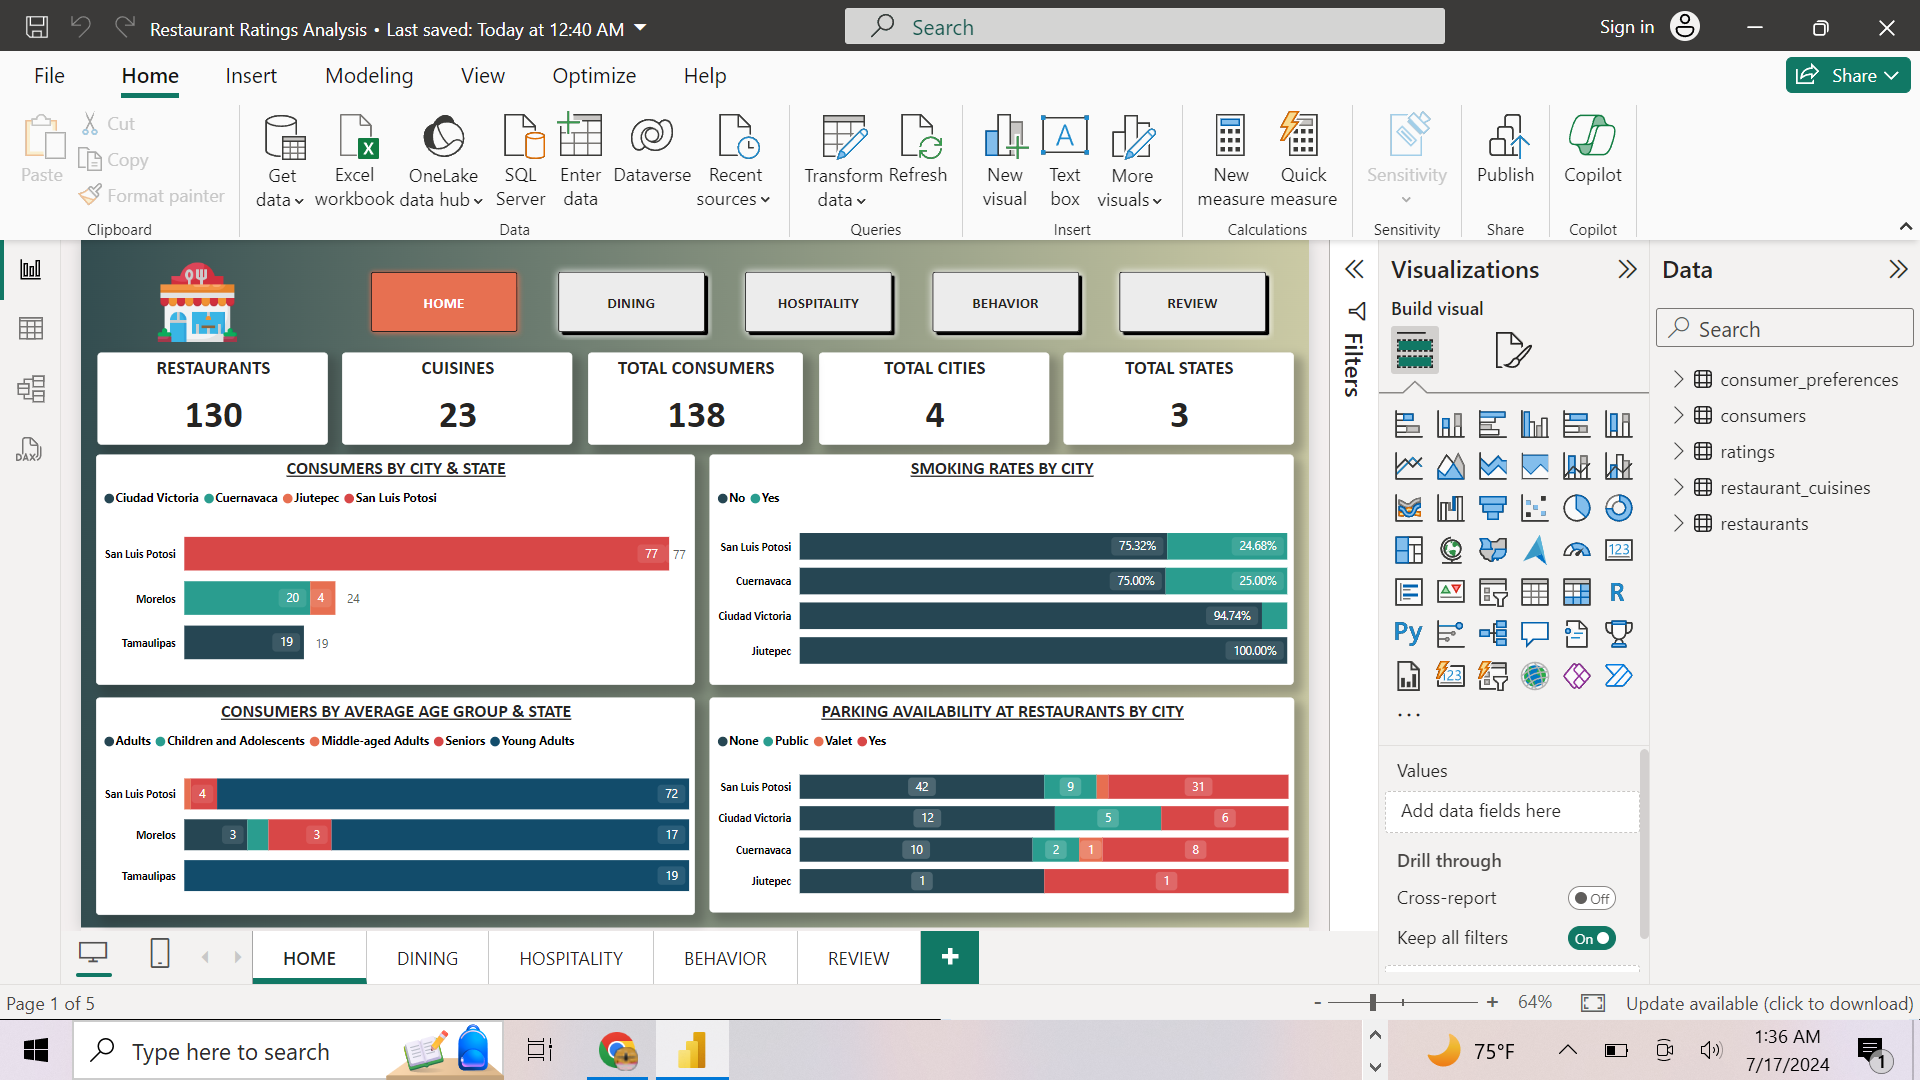 Restaurant Ratings Analysis • Last saved: Today at 12:40 AM
Search
Sign in
File Home Insert Modeling View Optimize Help
Share
Paste
Cut
Copy
Format painter
Clipboard
Get data
Excel workbook
OneLake data hub
SQL Server
Enter data
Dataverse
Recent sources
Data
Transform data
Refresh
Queries
New visual
Text box
More visuals
Insert
New measure
Quick measure
Calculations
Sensitivity
Sensitivity
Publish
Share
Copilot
Copilot
HOME
DINING
HOSPITALITY
BEHAVIOR
REVIEW
RESTAURANTS
130
CUISINES
23
TOTAL CONSUMERS
138
TOTAL CITIES
4
TOTAL STATES
3
CONSUMERS BY CITY & STATE
Ciudad Victoria Cuernavaca Jiutepec San Luis Potosi
San Luis Potosi 77 77
Morelos 20 4 24
Tamaulipas 19 19
SMOKING RATES BY CITY
No Yes
San Luis Potosi 75.32% 24.68%
Cuernavaca 75.00% 25.00%
Ciudad Victoria 94.74%
Jiutepec 100.00%
CONSUMERS BY AVERAGE AGE GROUP & STATE
Adults Children and Adolescents Middle-aged Adults Seniors Young Adults
San Luis Potosi 4 72
Morelos 3 3 17
Tamaulipas 19
PARKING AVAILABILITY AT RESTAURANTS BY CITY
None Public Valet Yes
San Luis Potosi 42 9 31
Ciudad Victoria 12 5 6
Cuernavaca 10 2 1 8
Jiutepec 1 1
DAX
Filters
Visualizations
Build visual
123
R
Py
123
...
Values
Add data fields here
Drill through
Cross-report Off
Keep all filters On
Data
Search
consumer_preferences
consumers
ratings
restaurant_cuisines
restaurants
HOME DINING HOSPITALITY BEHAVIOR REVIEW +
Page 1 of 5
- + 64%
Update available (click to download)
Type here to search
75°F
1:36 AM
7/17/2024
1